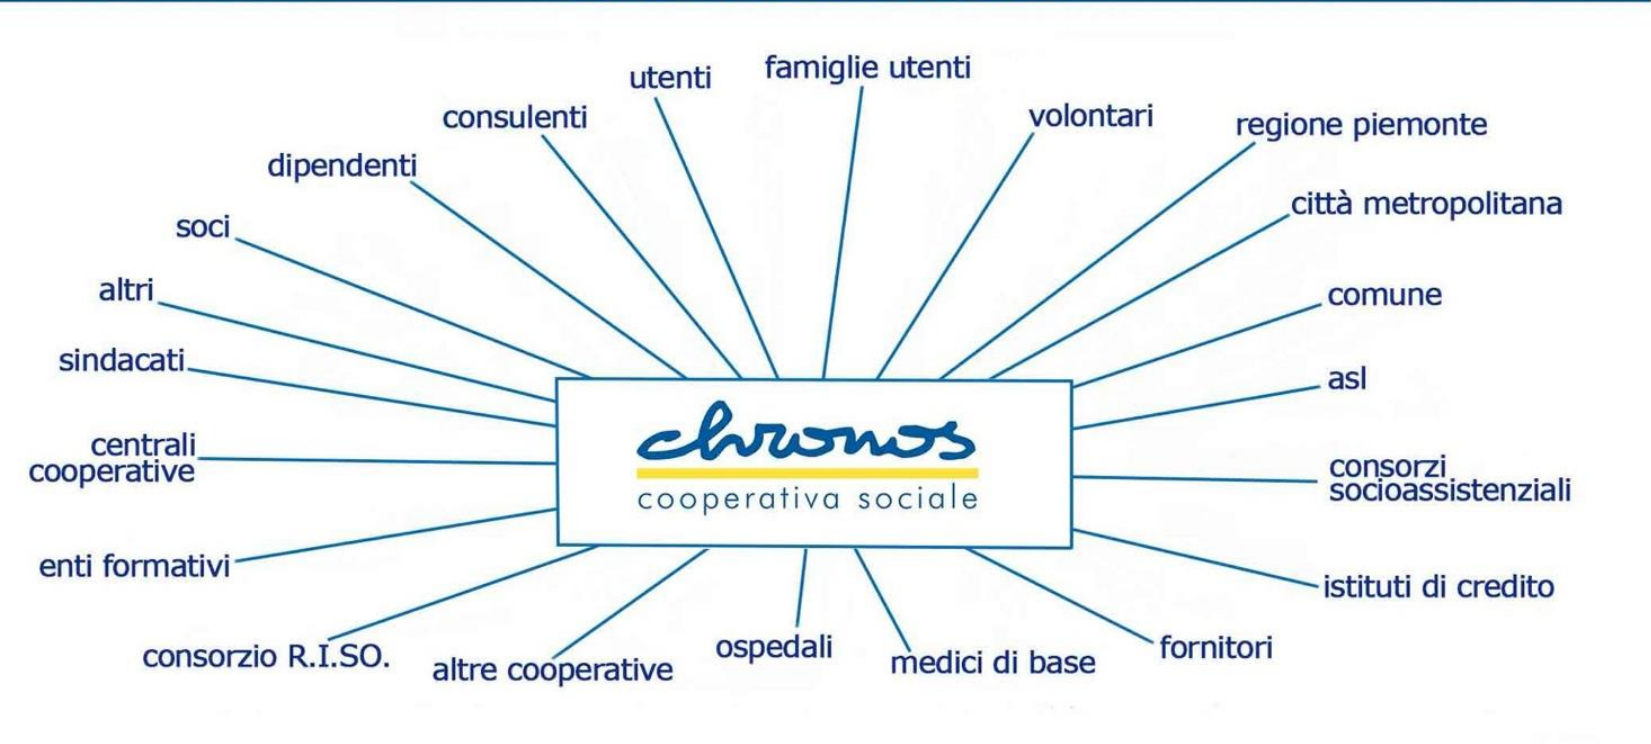 famiglie utenti
utenti
consulenti
volontari
regione piemonte
dipendenti
città metropolitana
soci
altri
comune
sindacati
asl
centrali
cooperative
chronos
cooperativa sociale
consorzi
socioassistenziali
enti formativi
istituti di credito
consorzio R.I.SO.
altre cooperative
ospedali
medici di base
fornitori